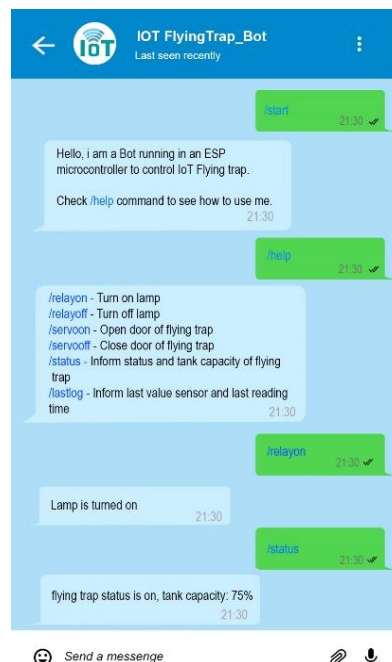 IoT
IOT FlyingTrap_Bot
Last seen recently
/start
21:30
Hello, i am a Bot running in an ESP
microcontroller to control IoT Flying trap.
Check /help command to see how to use me.
21:30
/help
21:30
/relayon - Turn on lamp
/relayoff - Turn off lamp
/servoon - Open door of flying trap
/servooff - Close door of flying trap
/status - Inform status and tank capacity of flying
trap
/lastlog - Inform last value sensor and last reading
time
21:30
/relayon
21:30
Lamp is turned on
21:30
/status
21:30
flying trap status is on, tank capacity: 75%
21:30
Send a messenge